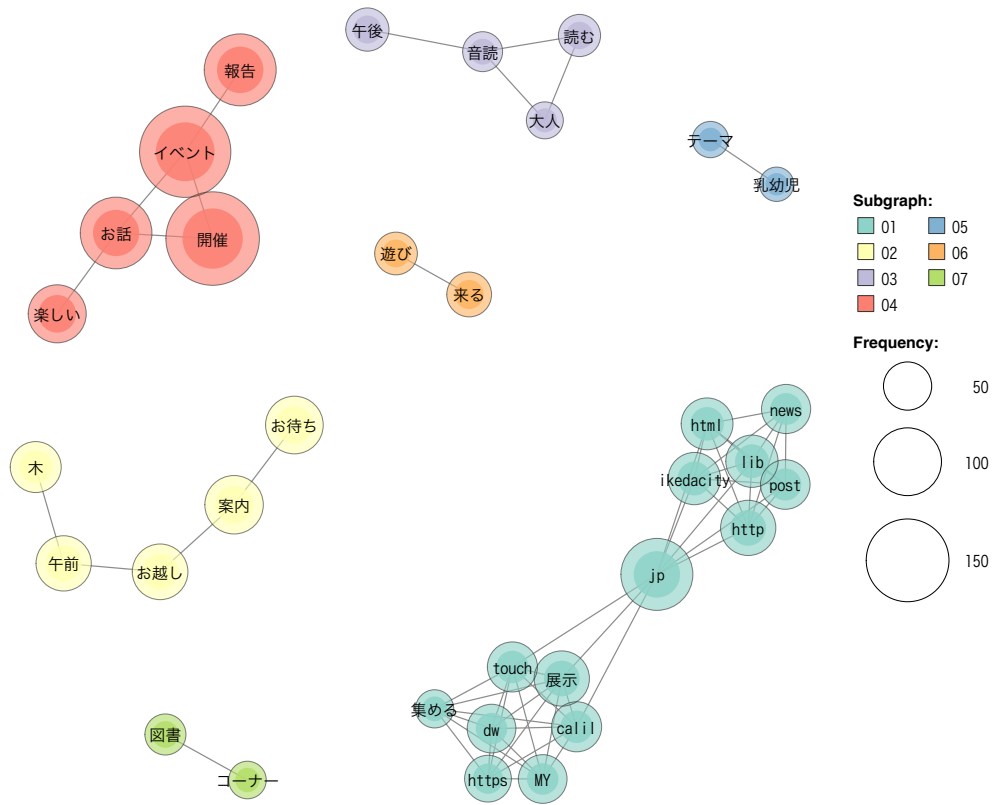 午後
読む
音読
報告
大人
テーマ
イベント
乳幼児
お話
開催
遊び
来る
楽しい
Subgraph:
01 05
02 06
03 07
04
Frequency:
50
100
150
news
html
お待ち
lib
木
ikedacity
post
案内
http
午前
お越し
jp
touch
展示
集める
dw
calil
図書
https
MY
コーナー